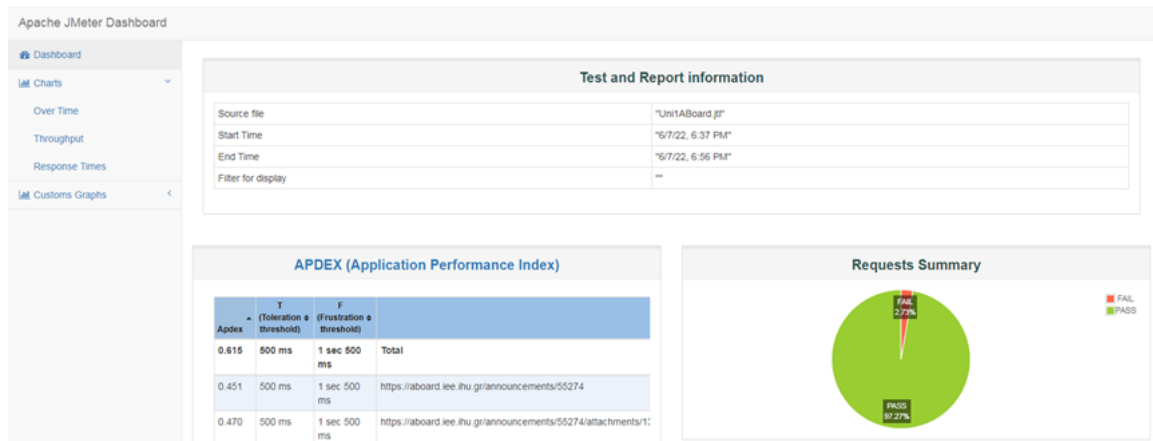 Apache JMeter Dashboard
Dashboard
Charts
Over Time
Throughput
Response Times
Customs Graphs
Test and Report information
Source file "Uni1ABoard.jtl"
Start Time "6/7/22, 6:37 PM"
End Time "6/7/22, 6:56 PM"
Filter for display ""
APDEX (Application Performance Index)
Apdex T (Toleration threshold) F (Frustration threshold)
0.615 500 ms 1 sec 500 ms Total
0.451 500 ms 1 sec 500 ms https://aboard.iee.ihu.gr/announcements/55274
0.470 500 ms 1 sec 500 ms https://aboard.iee.ihu.gr/announcements/55274/attachments/1
Requests Summary
FAIL
2.73%
PASS
97.27%
FAIL
PASS